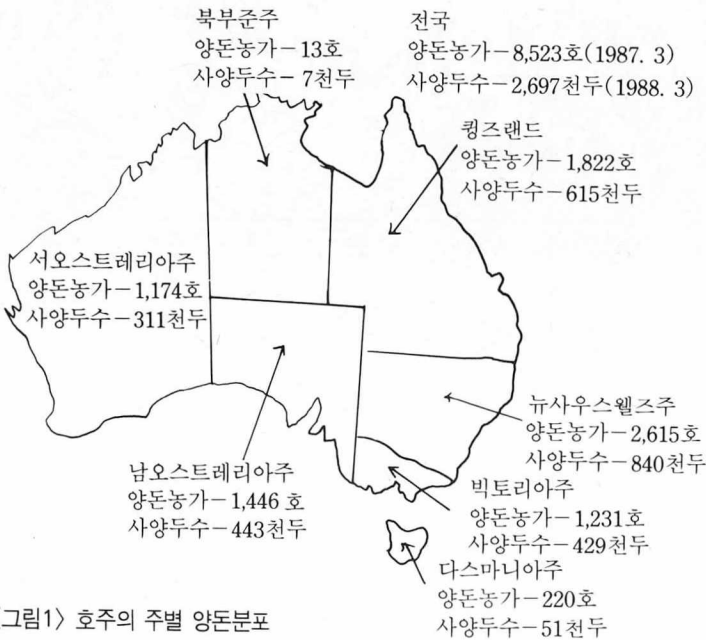 북부준주
양돈농가-13호
사양두수-7천두
전국
양돈농가-8,523호(1987. 3)
사양두수-2,697천두(1988. 3)
큉즈랜드
양돈농가-1,822호
사양두수-615천두
서오스트레리아주
양돈농가-1,174호
사양두수-311천두
뉴사우스웰즈주
양돈농가-2,615호
사양두수-840천두
남오스트레리아주
양돈농가-1,446 호
사양두수-443천두
빅토리아주
양돈농가-1,231호
사양두수-429천두
다스마니아주
양돈농가-220호
사양두수-51천두
그림1〉 호주의 주별 양돈분포